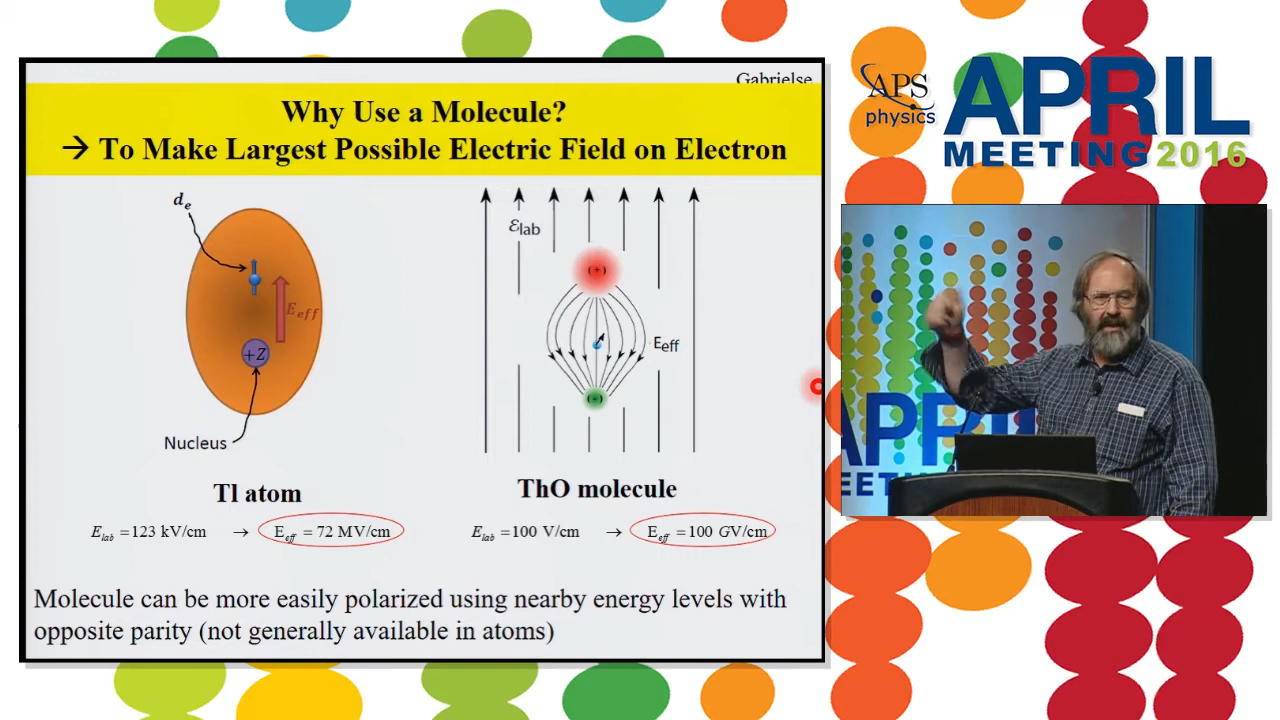 Gabrielse
Why Use a Molecule?
→ To Make Largest Possible Electric Field on Electron
d_e
E_eff
+Z
Nucleus
Tl atom
E_lab = 123 kV/cm → E_eff = 72 MV/cm
ℰ_lab
(+)
E_eff
(-)
ThO molecule
E_lab = 100 V/cm → E_eff = 100 GV/cm
Molecule can be more easily polarized using nearby energy levels with
opposite parity (not generally available in atoms)
APS
physics
APRIL
MEETING 2016
APRI
MEETI